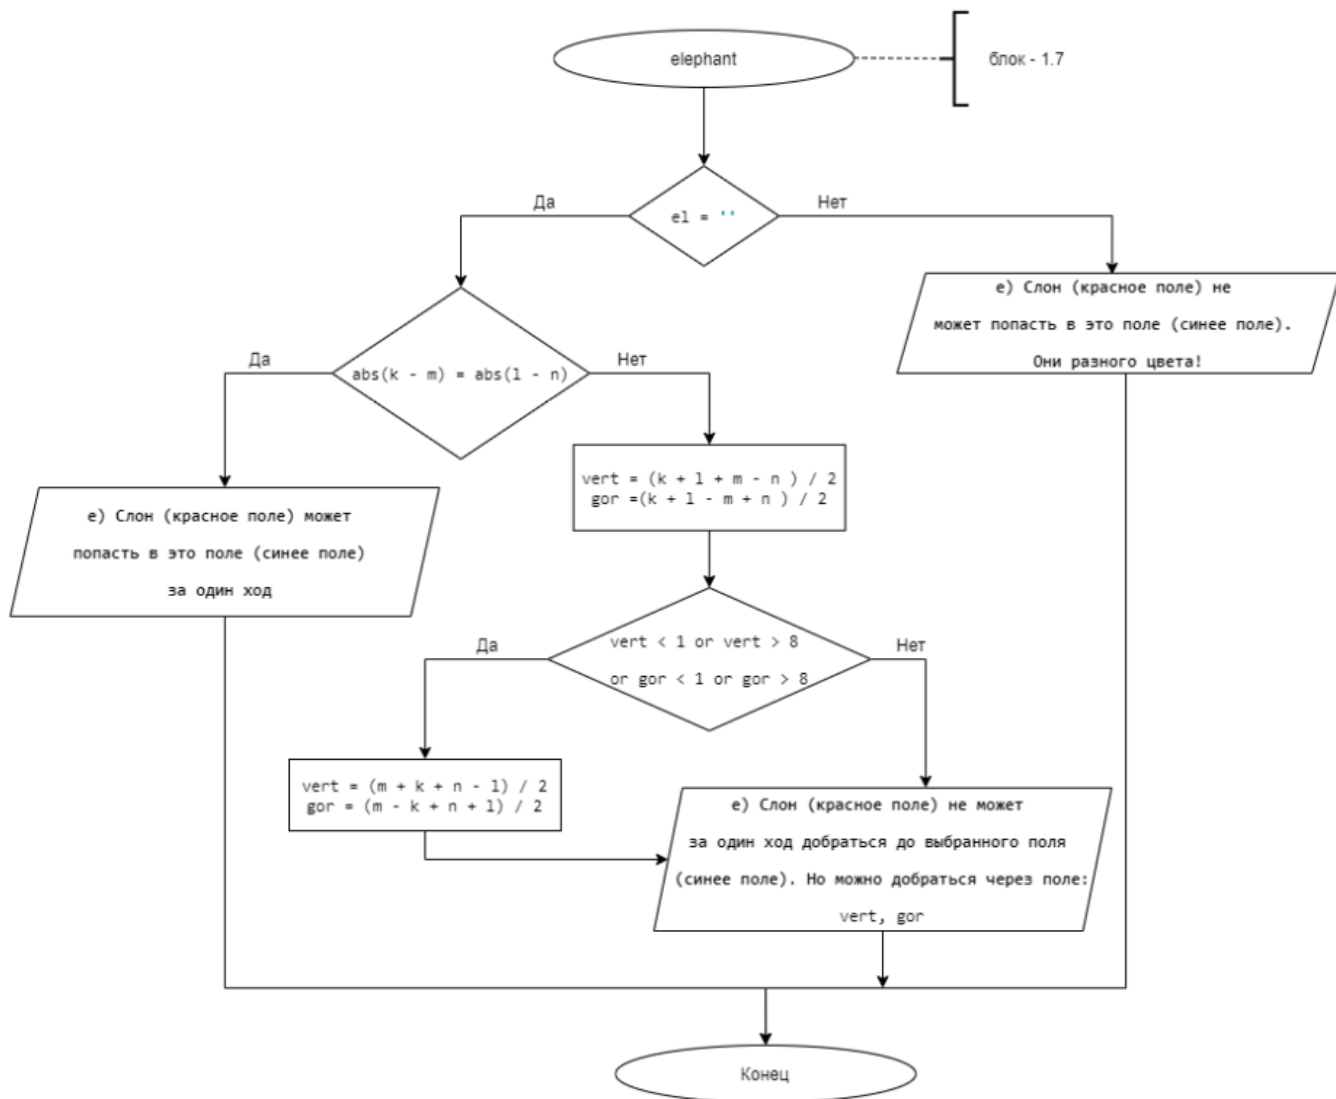 elephant
блок - 1.7
el = ''
Да
Нет
е) Слон (красное поле) не
может попасть в это поле (синее поле).
Они разного цвета!
abs(k - m) = abs(l - n)
Да
Нет
е) Слон (красное поле) может
попасть в это поле (синее поле)
за один ход
vert = (k + l + m - n ) / 2
gor =(k + l - m + n ) / 2
vert < 1 or vert > 8
or gor < 1 or gor > 8
Да
Нет
vert = (m + k + n - l) / 2
gor = (m - k + n + l) / 2
е) Слон (красное поле) не может
за один ход добраться до выбранного поля
(синее поле). Но можно добраться через поле:
vert, gor
Конец